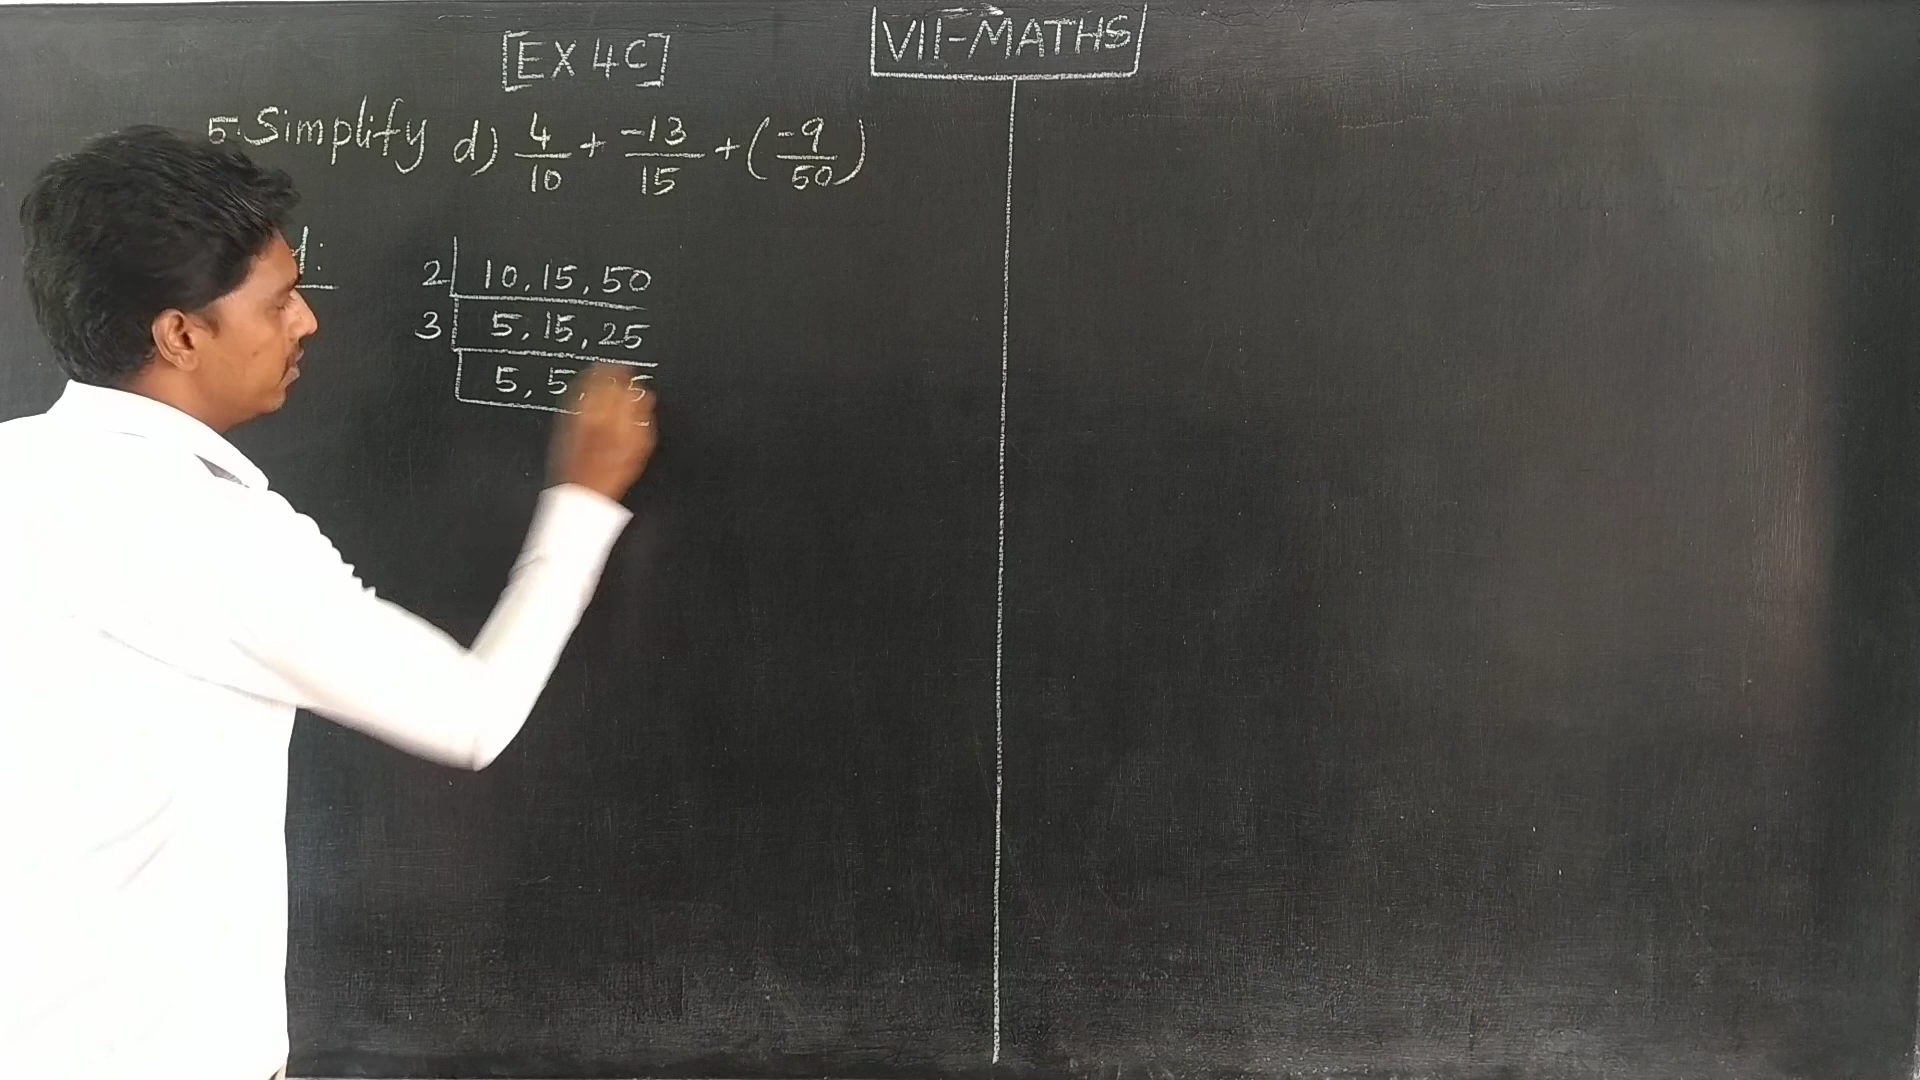 [EX 4C]
VII-MATHS
5. Simplify d) 4/10 + -13/15 + (-9/50)
2 | 10, 15, 50
3 | 5, 15, 25
5, 5, 25